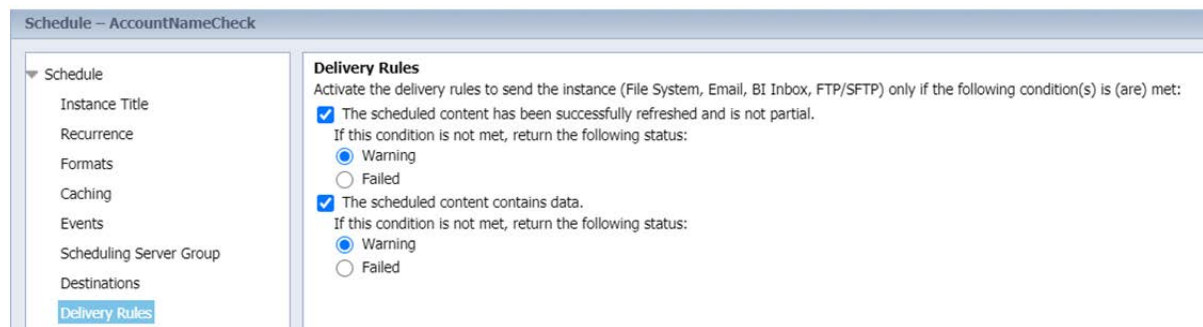 Schedule – AccountNameCheck
Schedule
Instance Title
Recurrence
Formats
Caching
Events
Scheduling Server Group
Destinations
Delivery Rules
Delivery Rules
Activate the delivery rules to send the instance (File System, Email, BI Inbox, FTP/SFTP) only if the following condition(s) is (are) met:
The scheduled content has been successfully refreshed and is not partial.
If this condition is not met, return the following status:
Warning
Failed
The scheduled content contains data.
If this condition is not met, return the following status:
Warning
Failed